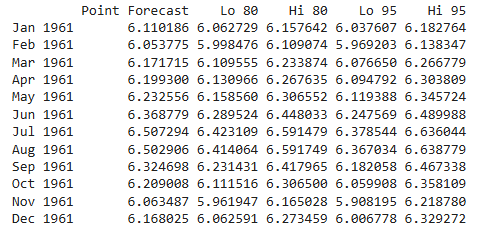 Point Forecast Lo 80 Hi 80 Lo 95 Hi 95
Jan 1961 6.110186 6.062729 6.157642 6.037607 6.182764
Feb 1961 6.053775 5.998476 6.109074 5.969203 6.138347
Mar 1961 6.171715 6.109555 6.233874 6.076650 6.266779
Apr 1961 6.199300 6.130966 6.267635 6.094792 6.303809
May 1961 6.232556 6.158560 6.306552 6.119388 6.345724
Jun 1961 6.368779 6.289524 6.448033 6.247569 6.489988
Jul 1961 6.507294 6.423109 6.591479 6.378544 6.636044
Aug 1961 6.502906 6.414064 6.591749 6.367034 6.638779
Sep 1961 6.324698 6.231431 6.417965 6.182058 6.467338
Oct 1961 6.209008 6.111516 6.306500 6.059908 6.358109
Nov 1961 6.063487 5.961947 6.165028 5.908195 6.218780
Dec 1961 6.168025 6.062591 6.273459 6.006778 6.329272